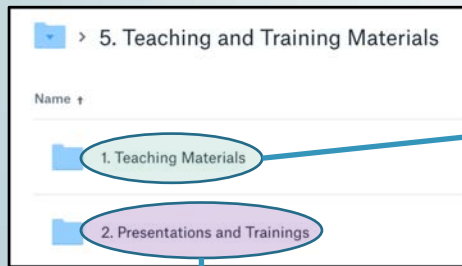 > 5. Teaching and Training Materials
Name ↑
1. Teaching Materials
2. Presentations and Trainings